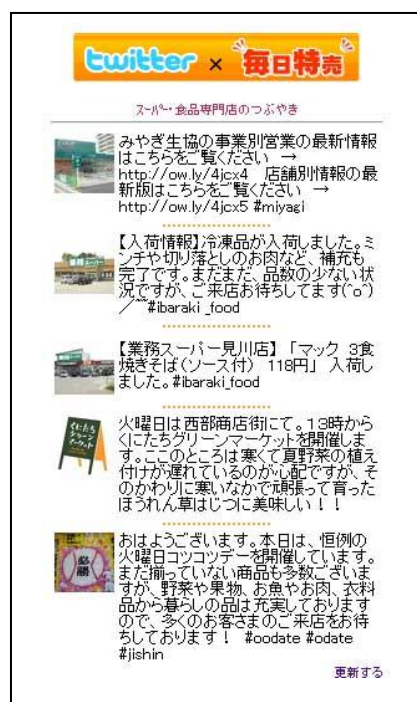 twitter × 毎日特売
スーパー・食品専門店のつぶやき
みやぎ生協の事業別営業の最新情報
はこちらをご覧ください →
http://ow.ly/4jcx4 店舗別情報の最
新版はこちらをご覧ください →
http://ow.ly/4jcx5 #miyagi
【入荷情報】冷凍品が入荷しました。ミ
ンチや切り落としのお肉など、補充も
完了です。まだまだ、品数の少ない状
況ですが、ご来店お待ちしてます(^o^)
／~~#ibaraki_food
【業務スーパー見川店】「マック 3食
焼きそば(ソース付) 118円」 入荷し
ました。#ibaraki_food
くにたち
グリーン
マーケット
火曜日は西部商店街にて。13時から
くにたちグリーンマーケットを開催しま
す。ここのところは寒くて夏野菜の植え
付けが遅れているのが心配ですが、そ
のかわりに寒いなかで頑張って育った
ほうれん草はじつに美味しい！！
必勝
おはようございます。本日は、恒例の
火曜日コツコツデーを開催しています。
まだ揃っていない商品も多数ございま
すが、野菜や果物、お魚やお肉、衣料
品から暮らしの品は充実しております
ので、多くのお客さまのご来店をお待
ちしております！ #oodate #odate
#jishin
更新する